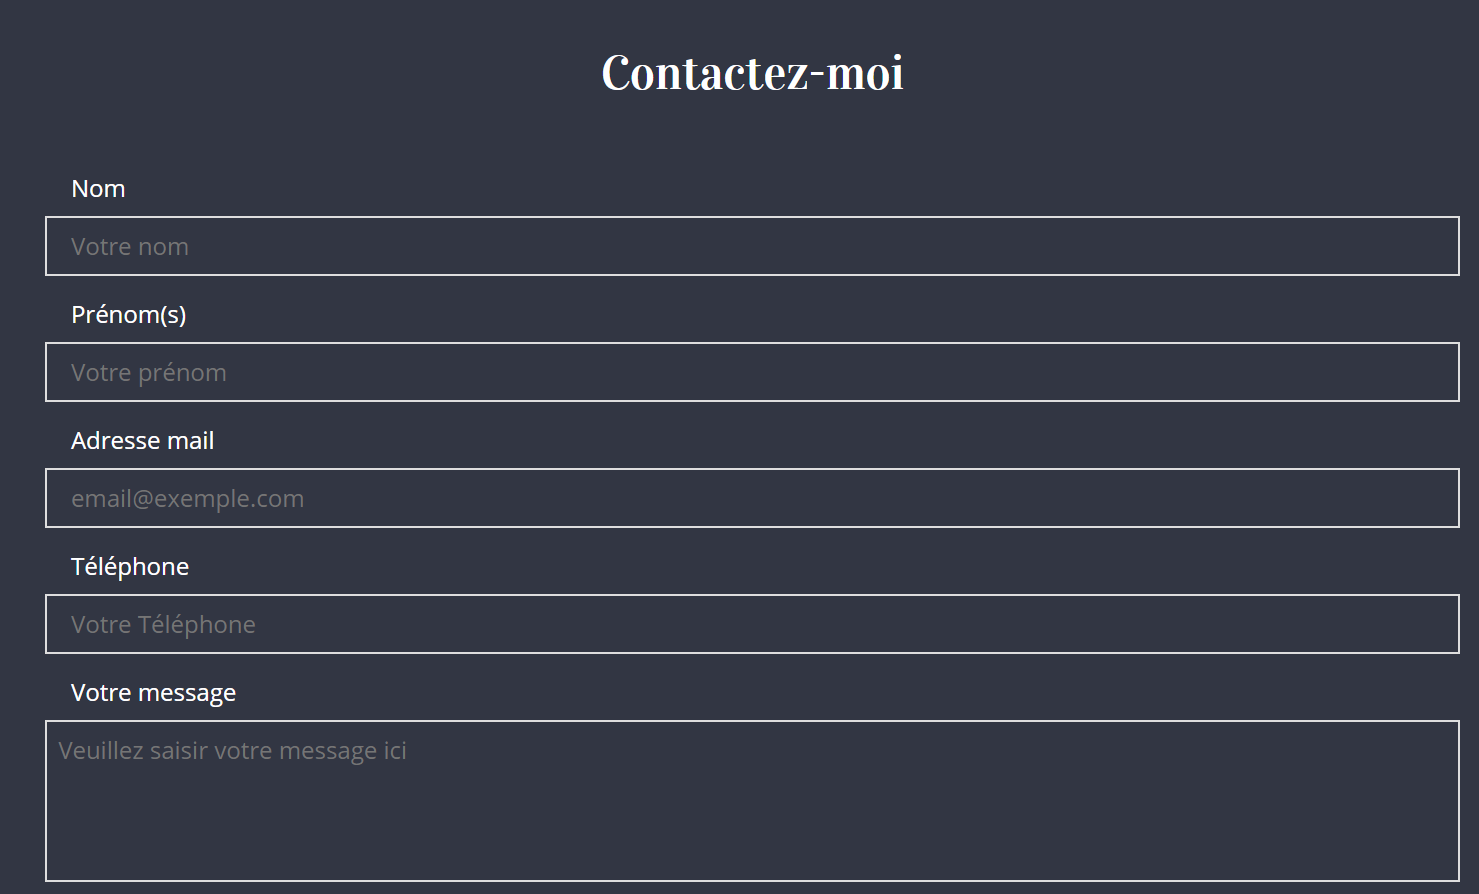 Contactez-moi
Nom
Votre nom
Prénom(s)
Votre prénom
Adresse mail
email@exemple.com
Téléphone
Votre Téléphone
Votre message
Veuillez saisir votre message ici